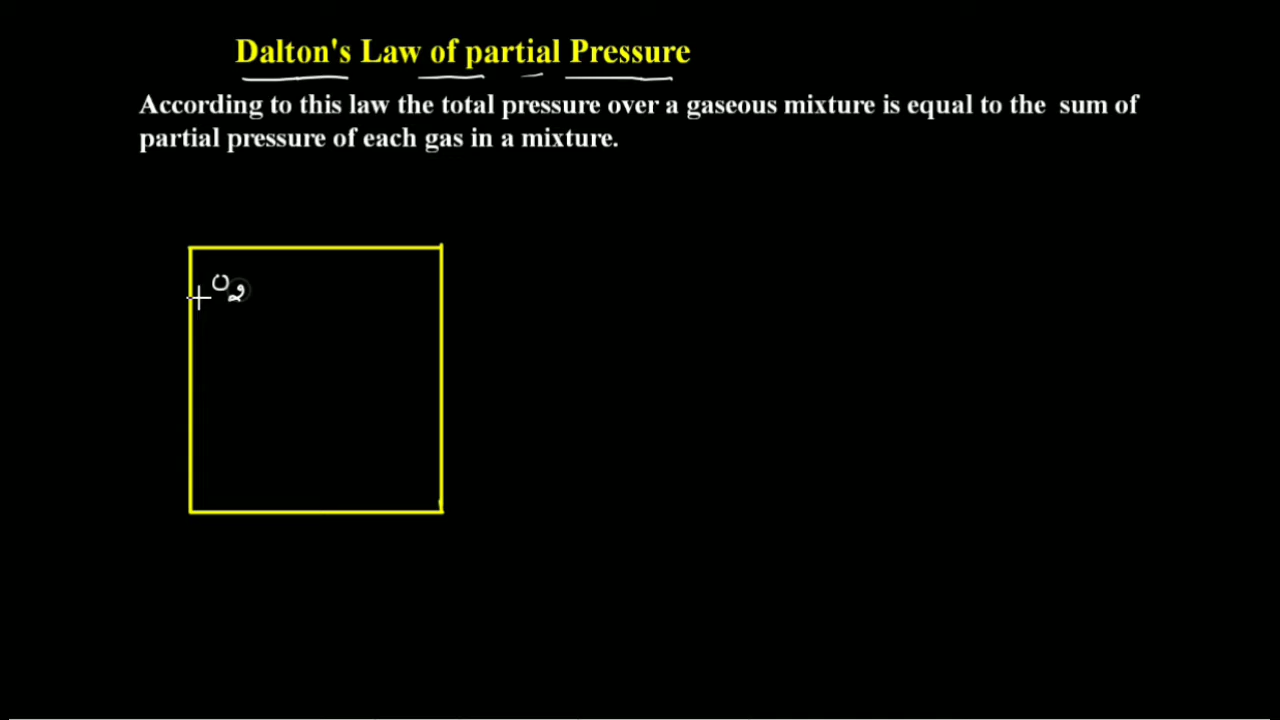 Dalton's Law of partial Pressure
According to this law the total pressure over a gaseous mixture is equal to the sum of
partial pressure of each gas in a mixture.
O2